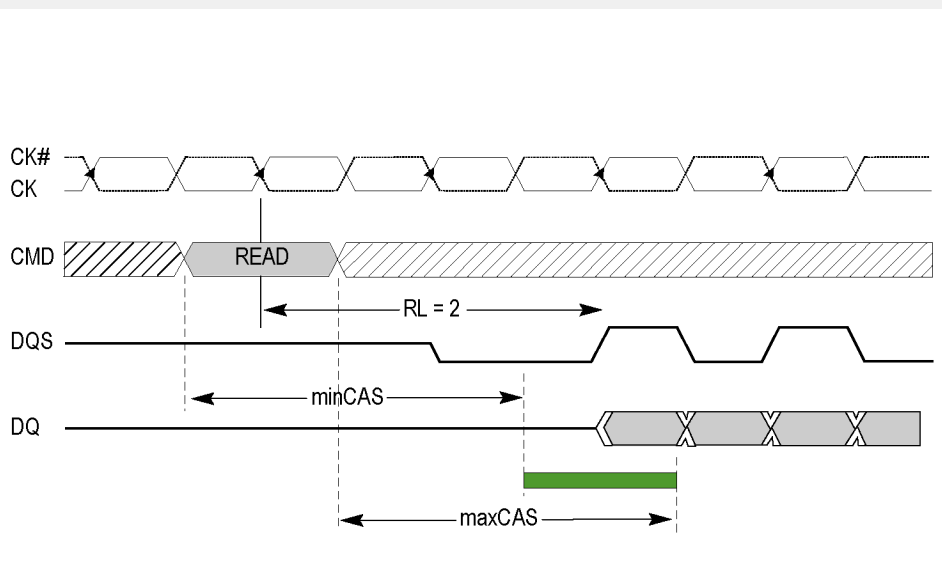 CK#
CK
CMD
READ
RL = 2
DQS
minCAS
DQ
maxCAS